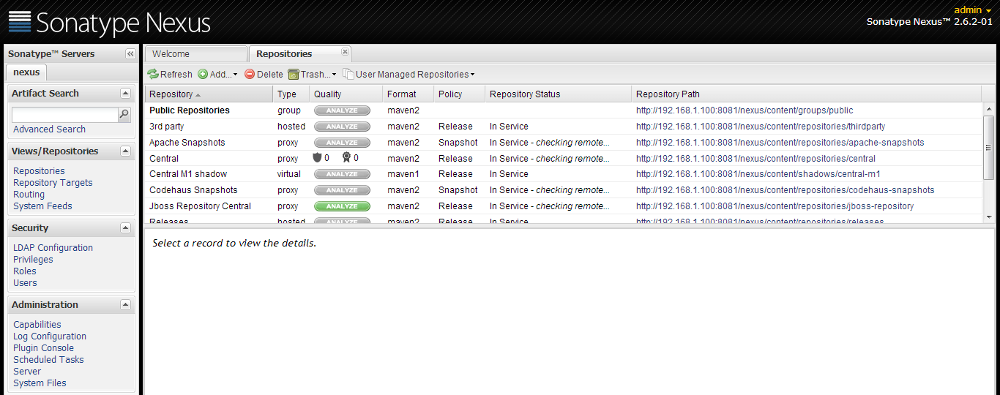 Sonatype Nexus
admin
Sonatype Nexus™ 2.6.2-01
Sonatype™ Servers
nexus
Artifact Search
Advanced Search
Views/Repositories
Repositories
Repository Targets
Routing
System Feeds
Security
LDAP Configuration
Privileges
Roles
Users
Administration
Capabilities
Log Configuration
Plugin Console
Scheduled Tasks
Server
System Files
Welcome Repositories
Refresh Add... Delete Trash... User Managed Repositories
Repository Type Quality Format Policy Repository Status Repository Path
Public Repositories group ANALYZE maven2 http://192.168.1.100:8081/nexus/content/groups/public
3rd party hosted ANALYZE maven2 Release In Service http://192.168.1.100:8081/nexus/content/repositories/thirdparty
Apache Snapshots proxy ANALYZE maven2 Snapshot In Service - checking remote... http://192.168.1.100:8081/nexus/content/repositories/apache-snapshots
Central proxy 0 0 maven2 Release In Service - checking remote... http://192.168.1.100:8081/nexus/content/repositories/central
Central M1 shadow virtual ANALYZE maven1 Release In Service http://192.168.1.100:8081/nexus/content/shadows/central-m1
Codehaus Snapshots proxy ANALYZE maven2 Snapshot In Service - checking remote... http://192.168.1.100:8081/nexus/content/repositories/codehaus-snapshots
Jboss Repository Central proxy ANALYZE maven2 Release In Service - checking remote... http://192.168.1.100:8081/nexus/content/repositories/jboss-repository
Releases hosted ANALYZE maven2 Release In Service http://192.168.1.100:8081/nexus/content/repositories/releases
Select a record to view the details.